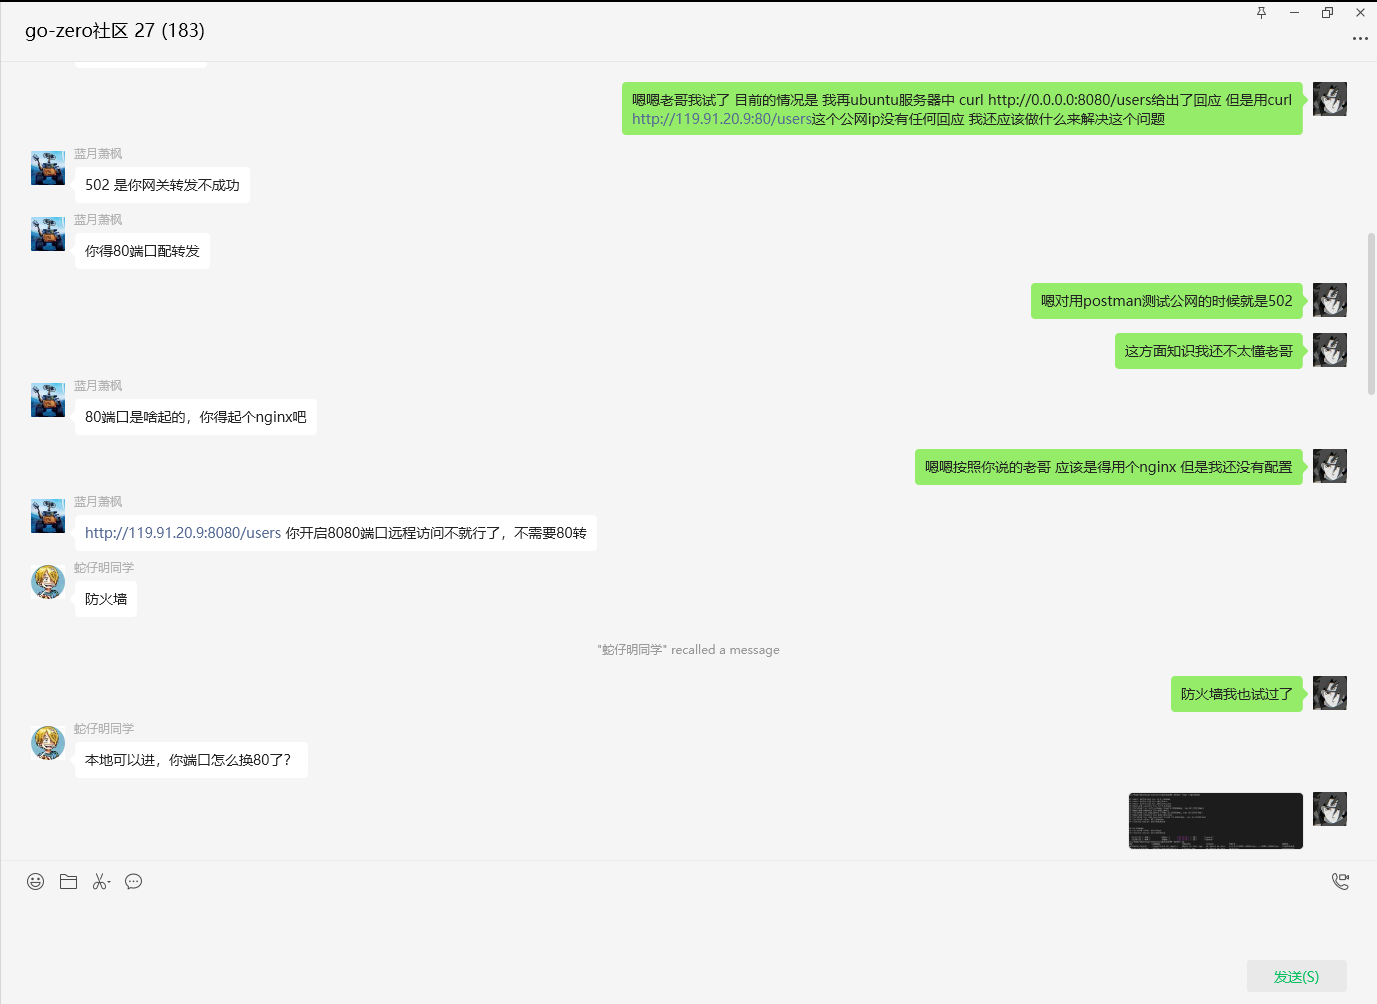 go-zero社区 27 (183)
嗯嗯老哥我试了 目前的情况是 我再ubuntu服务器中 curl http://0.0.0.0:8080/users给出了回应 但是用curl
http://119.91.20.9:80/users这个公网ip没有任何回应 我还应该做什么来解决这个问题
蓝月萧枫
502 是你网关转发不成功
蓝月萧枫
你得80端口配转发
嗯对用postman测试公网的时候就是502
这方面知识我还不太懂老哥
蓝月萧枫
80端口是啥起的，你得起个nginx吧
嗯嗯按照你说的老哥 应该是得用个nginx 但是我还没有配置
蓝月萧枫
http://119.91.20.9:8080/users 你开启8080端口远程访问不就行了，不需要80转
蛇仔明同学
防火墙
"蛇仔明同学" recalled a message
防火墙我也试过了
蛇仔明同学
本地可以进，你端口怎么换80了？
发送(S)